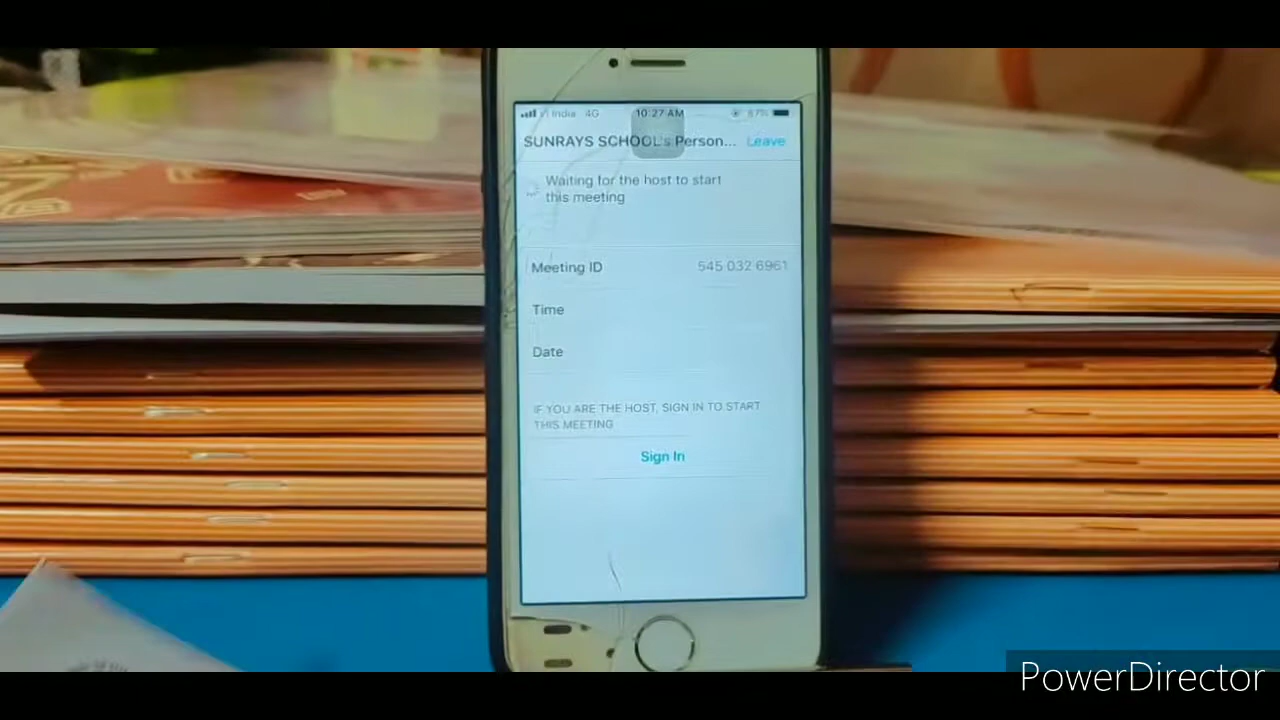 India 4G 10:27 AM 87%
SUNRAYS SCHOOL's Person... Leave
Waiting for the host to start
this meeting
Meeting ID 545 032 6961
Time
Date
IF YOU ARE THE HOST, SIGN IN TO START
THIS MEETING
Sign In
PowerDirector